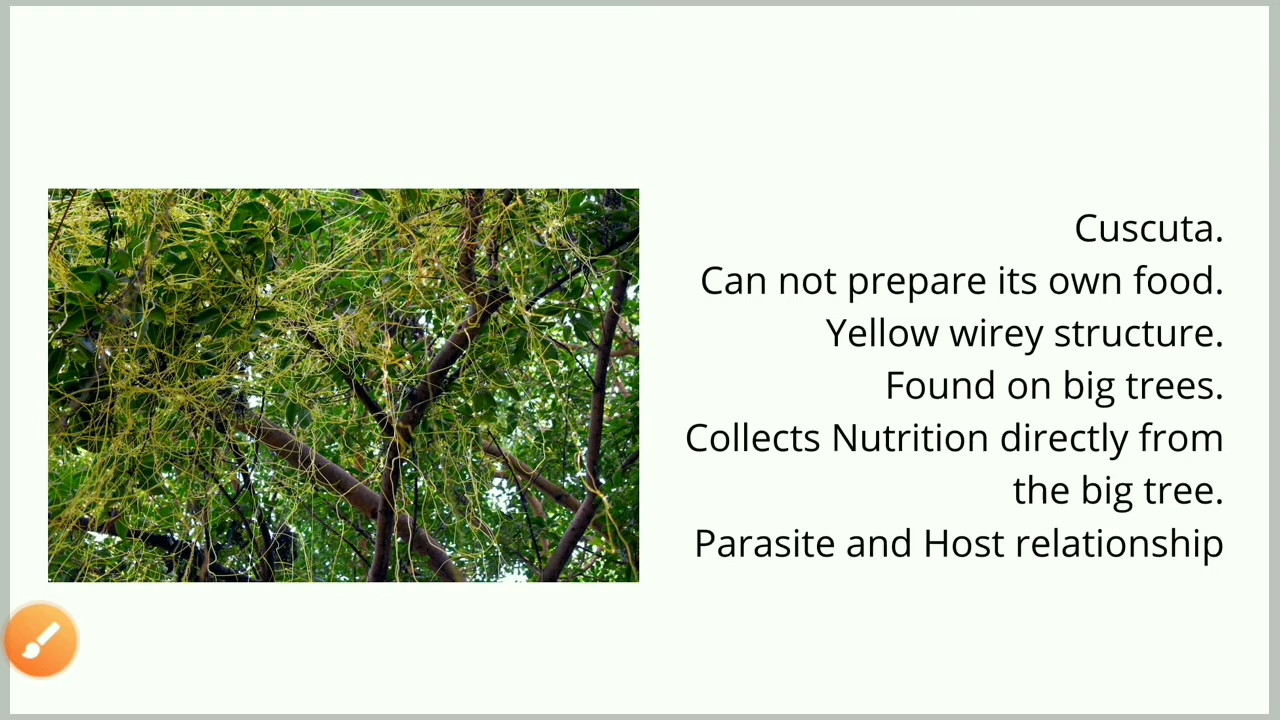 Cuscuta.
Can not prepare its own food.
Yellow wirey structure.
Found on big trees.
Collects Nutrition directly from
the big tree.
Parasite and Host relationship